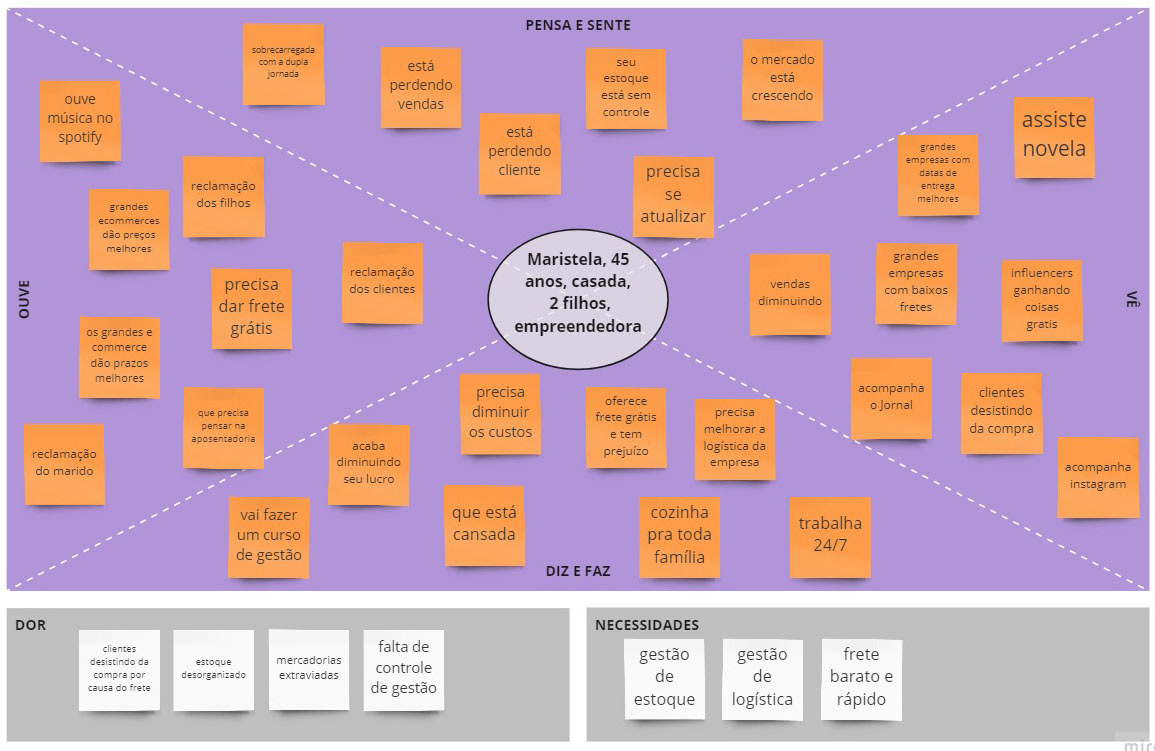 PENSA E SENTE
sobrecarregada
com a dupla
jornada
está
perdendo
vendas
está
perdendo
cliente
seu
estoque
está sem
controle
o mercado
está
crescendo
precisa
se
atualizar
OUVE
ouve
música no
spotify
reclamação
dos filhos
grandes
ecommerces
dão preços
melhores
precisa
dar frete
grátis
reclamação
dos clientes
os grandes e
commerce
dão prazos
melhores
que precisa
pensar na
aposentadoria
reclamação
do marido
Maristela, 45
anos, casada,
2 filhos,
empreendedora
VÊ
assiste
novela
grandes
empresas com
datas de
entrega
melhores
vendas
diminuindo
grandes
empresas
com baixos
fretes
influencers
ganhando
coisas
gratis
acompanha
o Jornal
clientes
desistindo
da compra
acompanha
instagram
precisa
diminuir
os custos
oferece
frete grátis
e tem
prejuízo
precisa
melhorar a
logística da
empresa
acaba
diminuindo
seu lucro
vai fazer
um curso
de gestão
que está
cansada
cozinha
pra toda
família
trabalha
24/7
DIZ E FAZ
DOR
clientes
desistindo da
compra por
causa do frete
estoque
desorganizado
mercadorias
extraviadas
falta de
controle
de gestão
NECESSIDADES
gestão
de
estoque
gestão
de
logística
frete
barato e
rápido